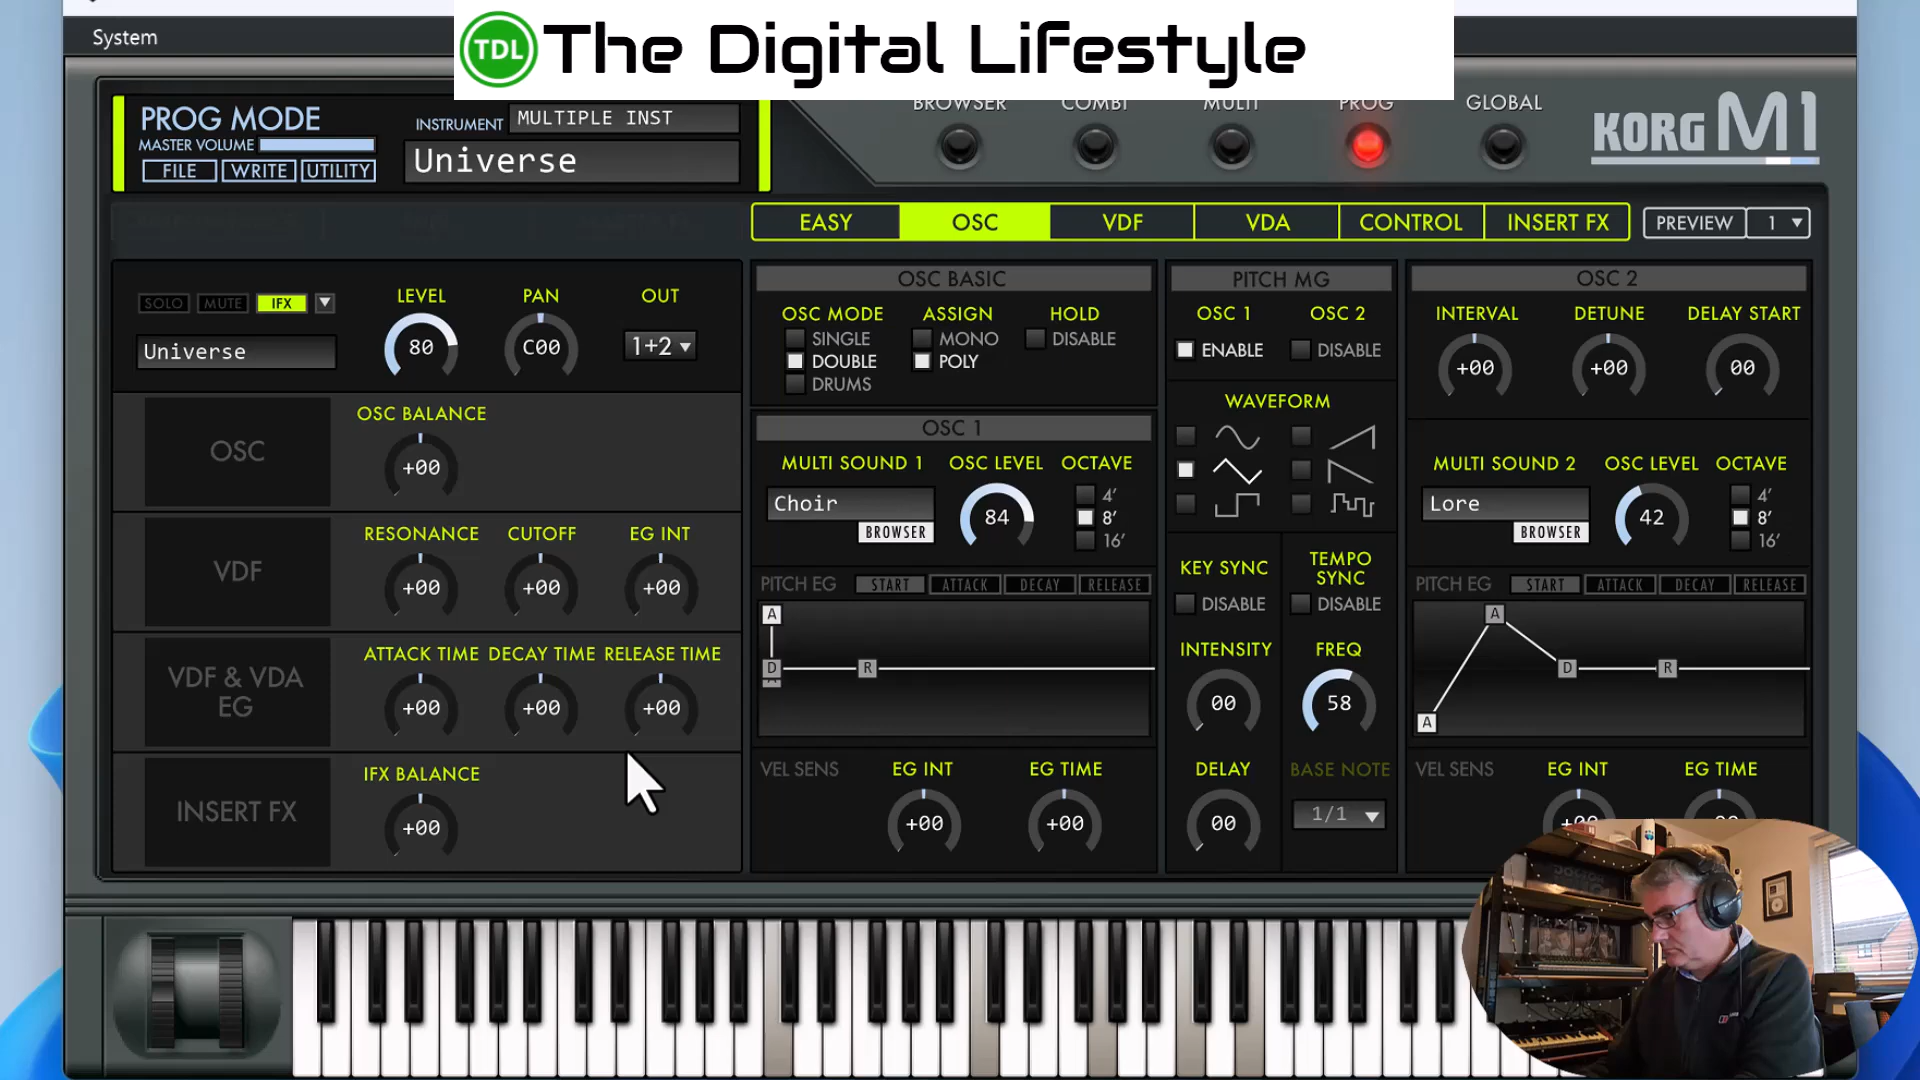 System
TDL The Digital Lifestyle
BROWSER COMBI MULTI PROG GLOBAL
KORG M1
PROG MODE
MASTER VOLUME
FILE WRITE UTILITY
INSTRUMENT MULTIPLE INST
Universe
EASY OSC VDF VDA CONTROL INSERT FX PREVIEW 1
SOLO MUTE IFX
LEVEL PAN OUT
Universe
80 C00 1+2
OSC
OSC BALANCE
+00
VDF
RESONANCE CUTOFF EG INT
+00 +00 +00
VDF & VDA
EG
ATTACK TIME DECAY TIME RELEASE TIME
+00 +00 +00
INSERT FX
IFX BALANCE
+00
OSC BASIC
OSC MODE ASSIGN HOLD
SINGLE MONO DISABLE
DOUBLE POLY
DRUMS
OSC 1
MULTI SOUND 1 OSC LEVEL OCTAVE
Choir
BROWSER
84
4'
8'
16'
PITCH EG START ATTACK DECAY RELEASE
A
D R
VEL SENS EG INT EG TIME
+00 +00
PITCH MG
OSC 1 OSC 2
ENABLE DISABLE
WAVEFORM
KEY SYNC
DISABLE
TEMPO
SYNC
DISABLE
INTENSITY FREQ
00 58
DELAY BASE NOTE
00 1/1
OSC 2
INTERVAL DETUNE DELAY START
+00 +00 00
MULTI SOUND 2 OSC LEVEL OCTAVE
Lore
BROWSER
42
4'
8'
16'
PITCH EG START ATTACK DECAY RELEASE
A
D R
A
VEL SENS EG INT EG TIME